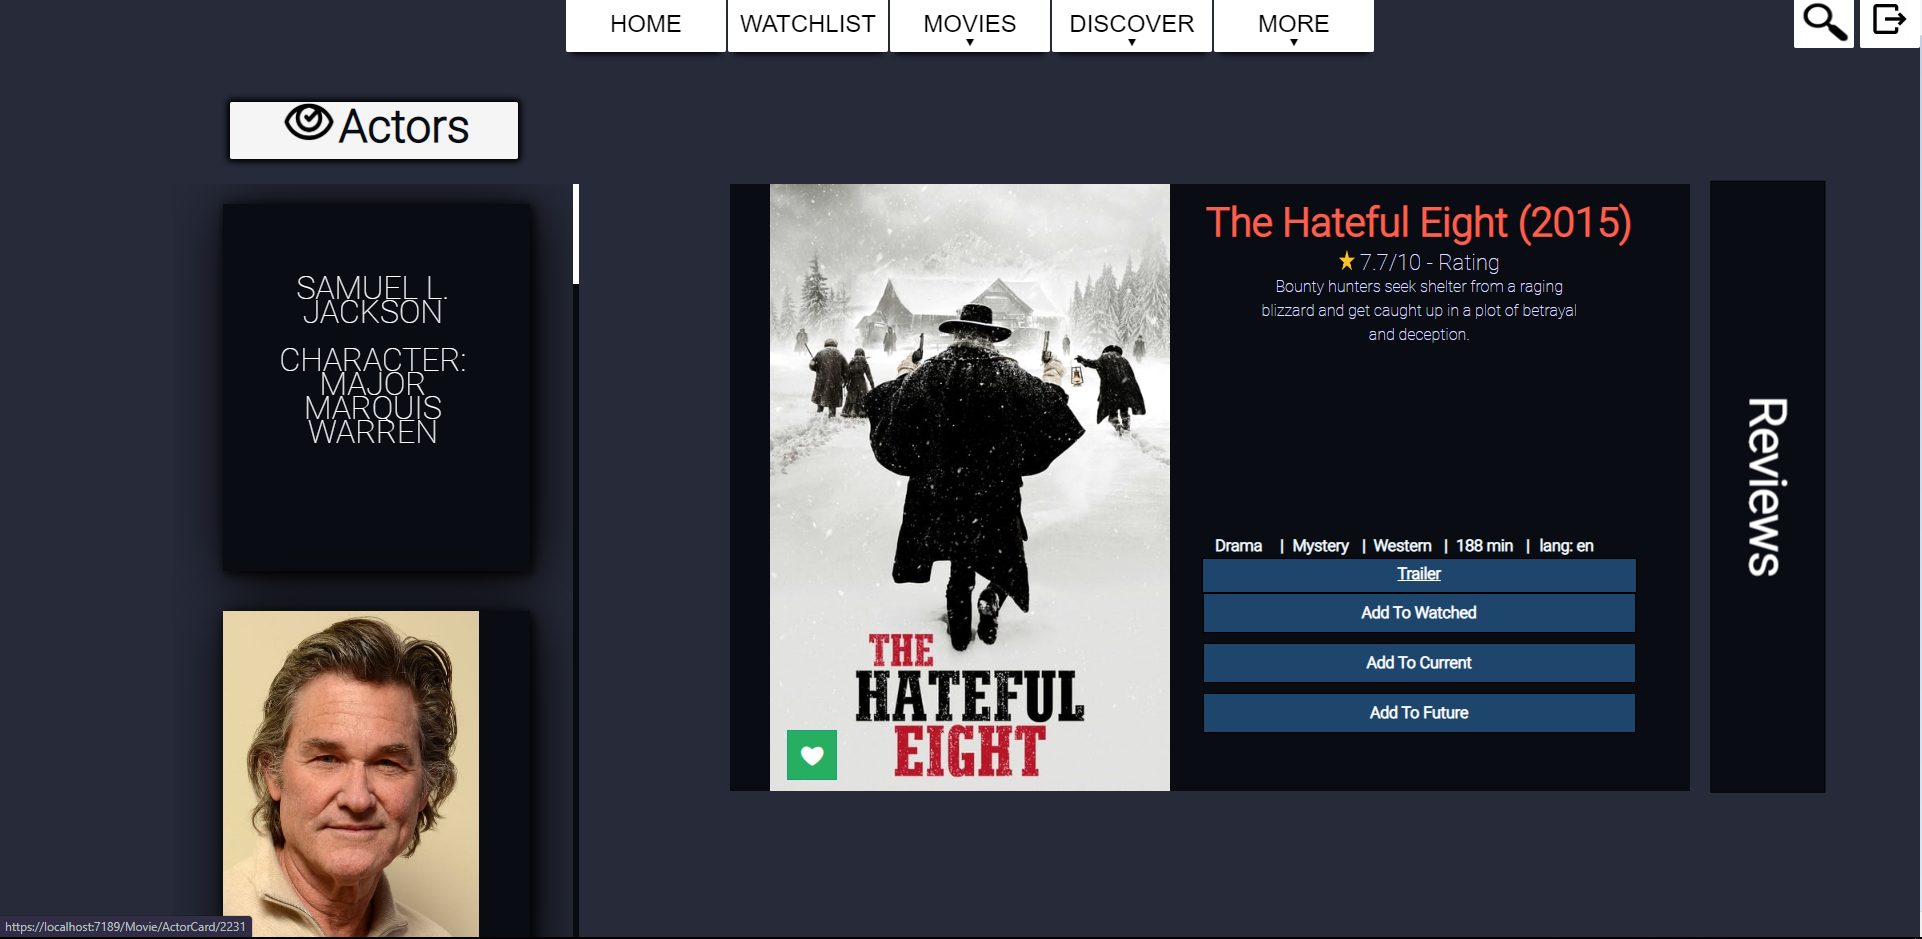 HOME
WATCHLIST
MOVIES
▼
DISCOVER
▼
MORE
▼
Actors
SAMUEL L.
JACKSON
CHARACTER:
MAJOR
MARQUIS
WARREN
THE
HATEFUL
EIGHT
The Hateful Eight (2015)
7.7/10 - Rating
Bounty hunters seek shelter from a raging
blizzard and get caught up in a plot of betrayal
and deception.
Drama | Mystery | Western | 188 min | lang: en
Trailer
Add To Watched
Add To Current
Add To Future
Reviews
https://localhost:7189/Movie/ActorCard/2231